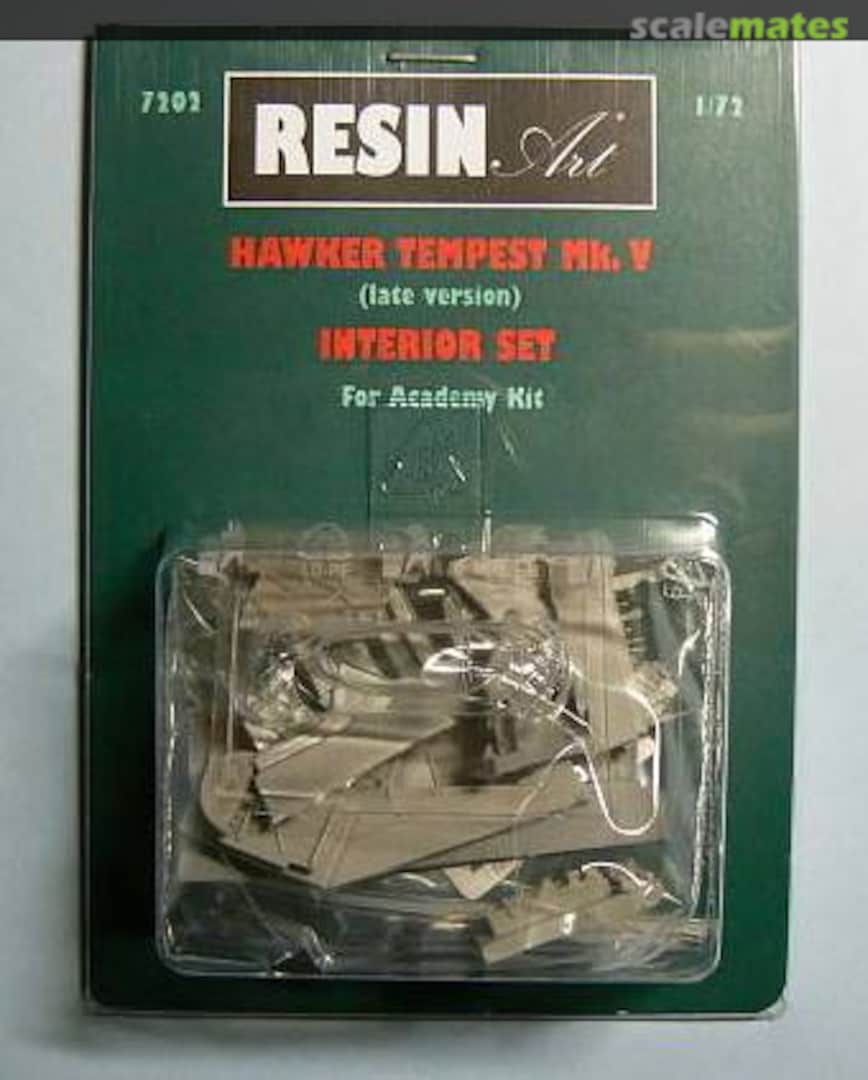 scalemates
7202
RESIN Art
1/72
HAWKER TEMPEST Mk. V
(late version)
INTERIOR SET
For Academy Kit